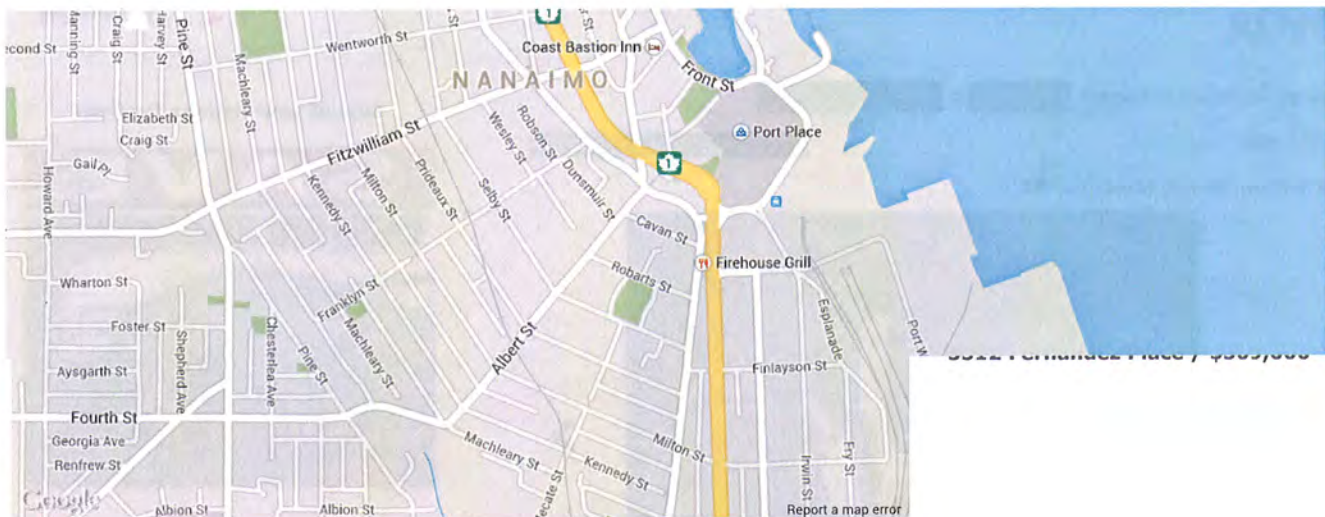 1
Coast Bastion Inn
Wentworth St
Pine St
Manning St
Craig St
Harvey St
Machleary St
NANAIMO
Front St
Port Place
Elizabeth St
Craig St
Fitzwilliam St
Wesley St
Robson St
Dunsmuir St
1
Gail Pl
Howard Ave
Kennedy St
Milton St
Prideaux St
Selby St
Cavan St
Firehouse Grill
Robarts St
Wharton St
Franklyn St
Foster St
Shepherd Ave
Chesterlea Ave
Machleary St
Pine St
Albert St
Esplanade
Port
Aysgarth St
Finlayson St
Fourth St
Georgia Ave
Renfrew St
Machleary St
Kennedy St
Milton St
Irwin St
Fry St
Google
Albion St
Albion St
Report a map error